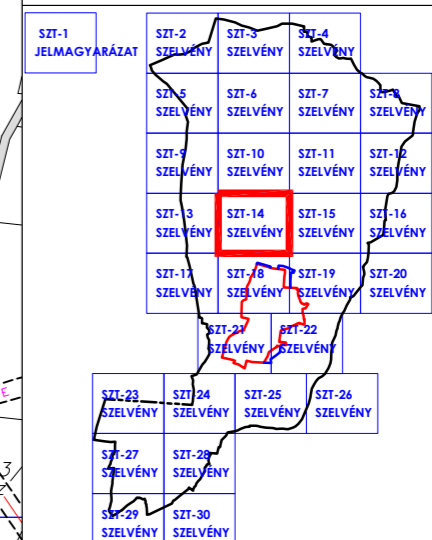 SZT-1
JELMAGYARÁZAT
SZT-2
SZELVÉNY
SZT-3
SZELVÉNY
SZT-4
SZELVÉNY
SZT-5
SZELVÉNY
SZT-6
SZELVÉNY
SZT-7
SZELVÉNY
SZT-8
SZELVÉNY
SZT-9
SZELVÉNY
SZT-10
SZELVÉNY
SZT-11
SZELVÉNY
SZT-12
SZELVÉNY
SZT-13
SZELVÉNY
SZT-14
SZELVÉNY
SZT-15
SZELVÉNY
SZT-16
SZELVÉNY
SZT-17
SZELVÉNY
SZT-18
SZELVÉNY
SZT-19
SZELVÉNY
SZT-20
SZELVÉNY
SZT-21
SZELVÉNY
SZT-22
SZELVÉNY
SZT-23
SZELVÉNY
SZT-24
SZELVÉNY
SZT-25
SZELVÉNY
SZT-26
SZELVÉNY
SZT-27
SZELVÉNY
SZT-28
SZELVÉNY
SZT-29
SZELVÉNY
SZT-30
SZELVÉNY
E
3